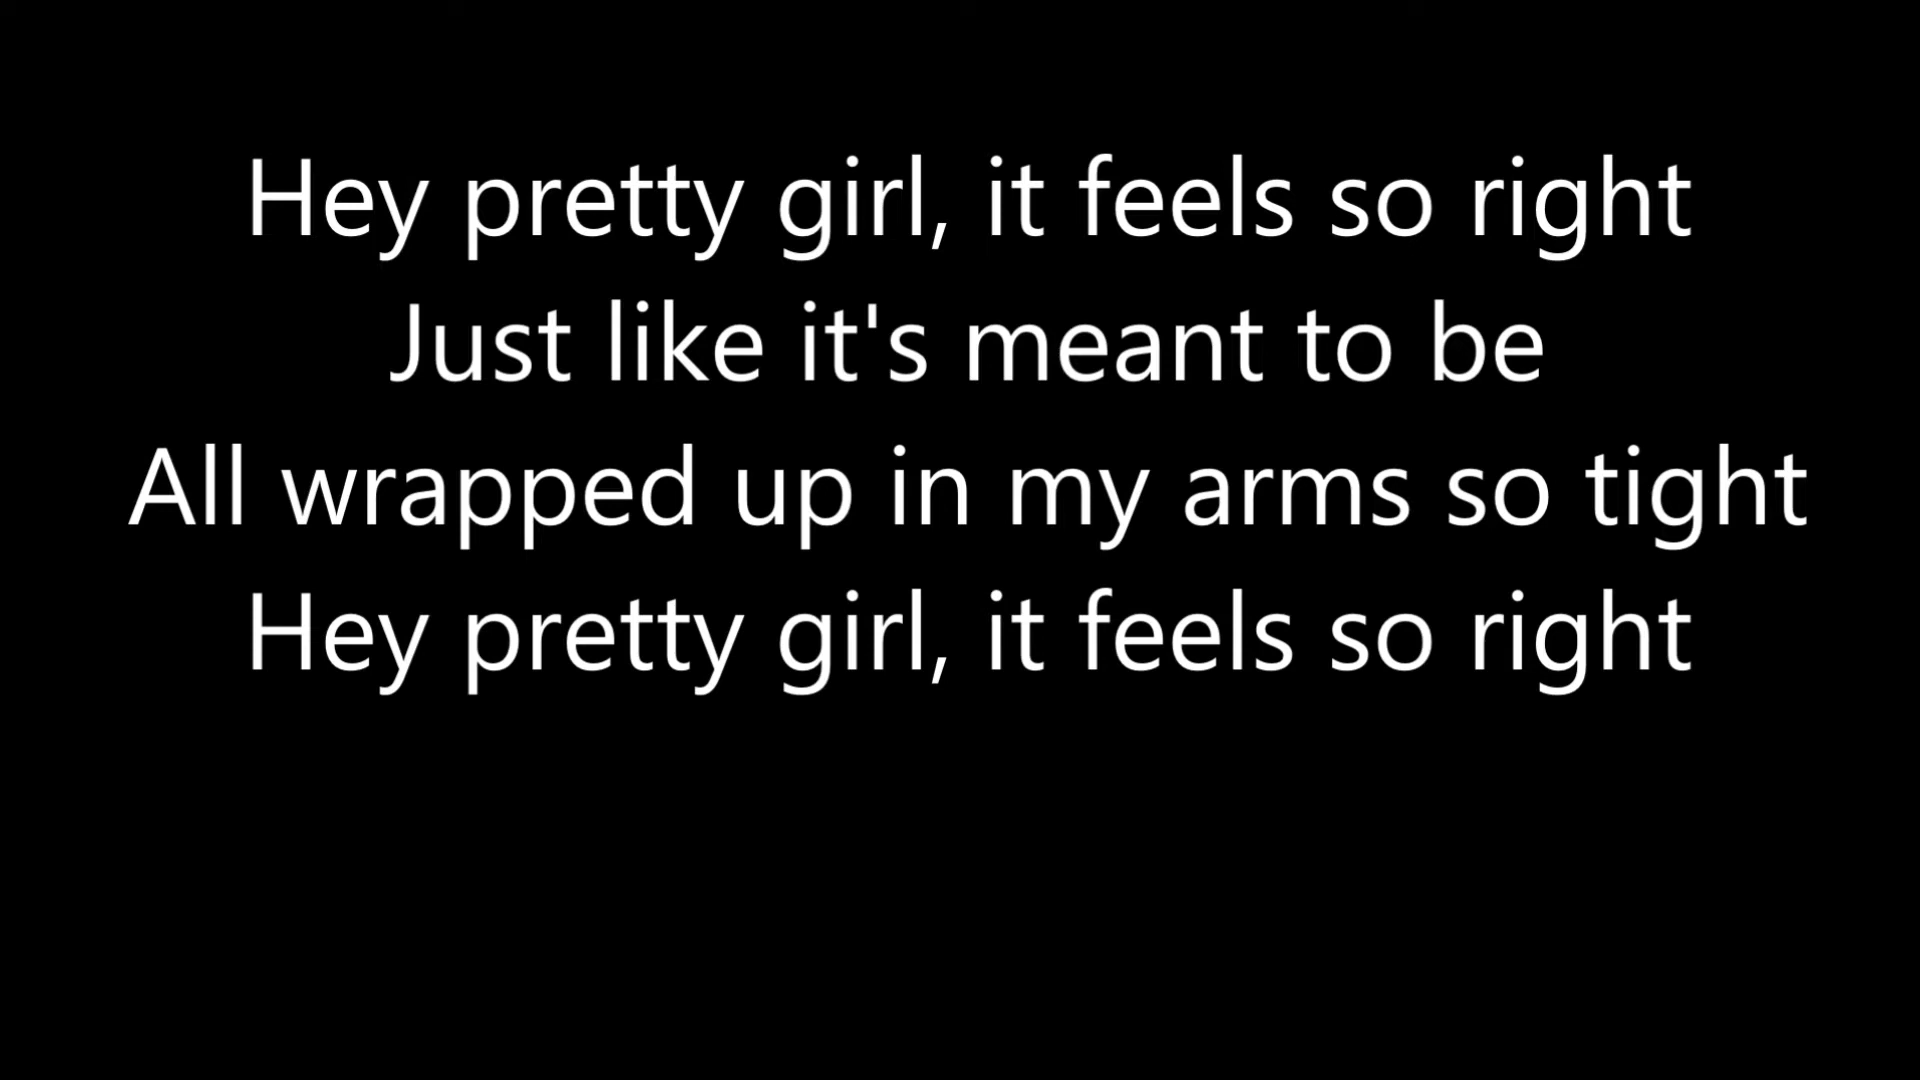 Hey pretty girl, it feels so right
Just like it's meant to be
All wrapped up in my arms so tight
Hey pretty girl, it feels so right